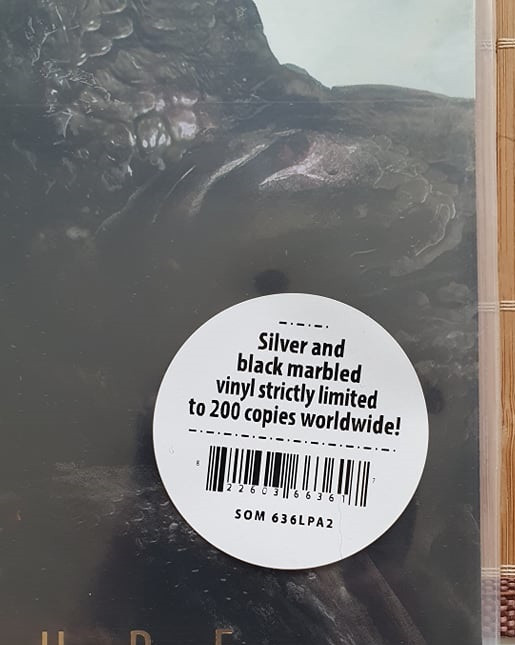 Silver and
black marbled
vinyl strictly limited
to 200 copies worldwide!
8 22603 66361 7
SOM 636LPA2